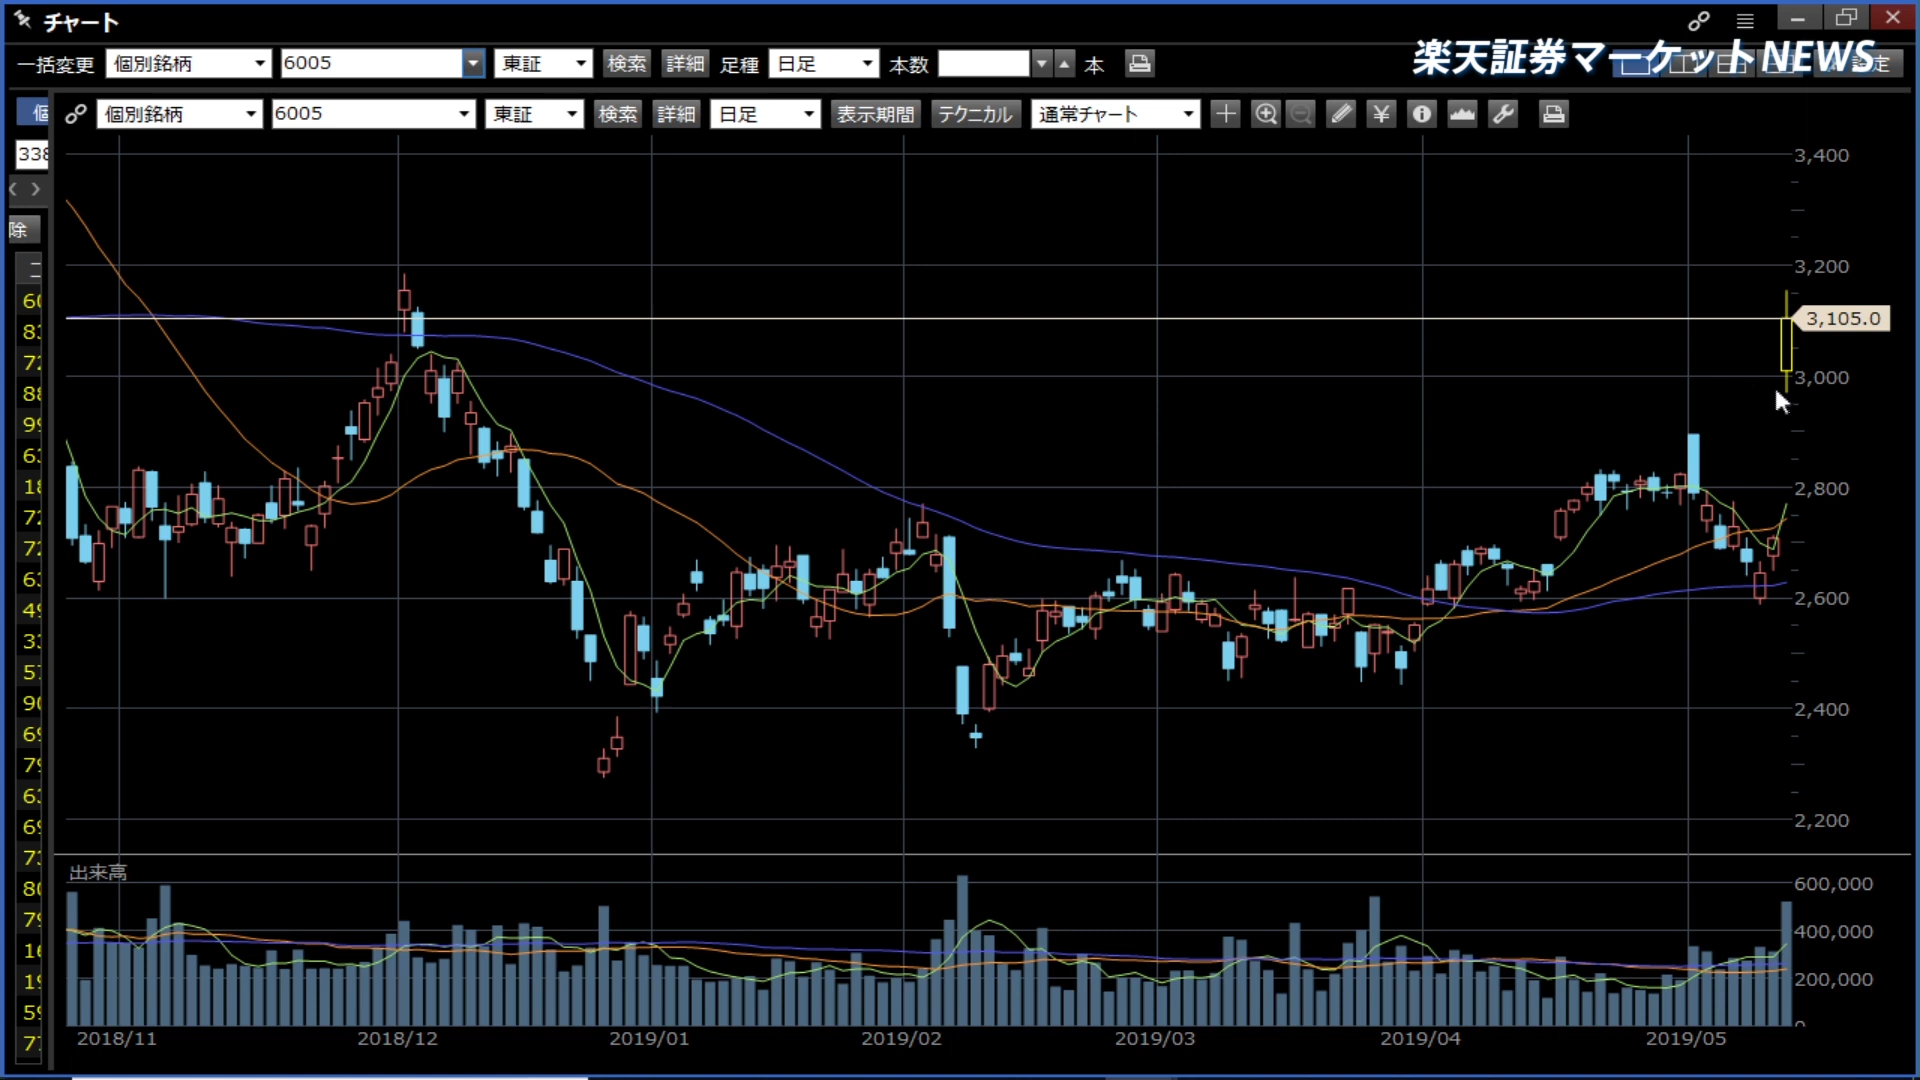 チャート
一括変更 個別銘柄 6005 東証 検索 詳細 足種 日足 本数 本
楽天証券マーケットNEWS
個別銘柄 6005 東証 検索 詳細 日足 表示期間 テクニカル 通常チャート
338
除
3,400
3,200
3,105.0
3,000
2,800
2,600
2,400
2,200
出来高
600,000
400,000
200,000
0
2018/11 2018/12 2019/01 2019/02 2019/03 2019/04 2019/05